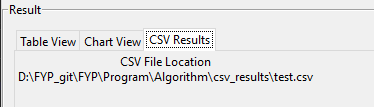 Result
Table View Chart View CSV Results
CSV File Location
D:\FYP_git\FYP\Program\Algorithm\csv_results\test.csv